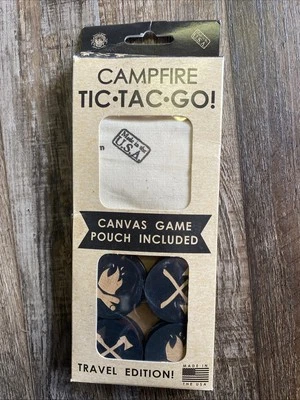 USA
CAMPFIRE
TIC•TAC•GO!
Made in the
U.S.A.
CANVAS GAME
POUCH INCLUDED
TRAVEL EDITION!
MADE IN
THE USA